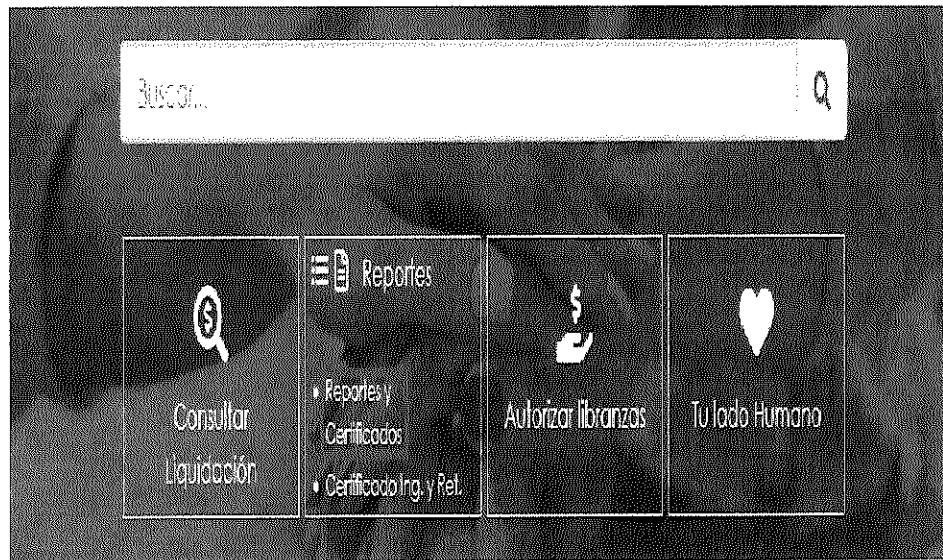 Buscar...
Reportes
Consultar
Liquidación
• Reportes y
Certificados
• Certificado Ing. y Ret.
Autorizar libranzas
Tu lado Humano